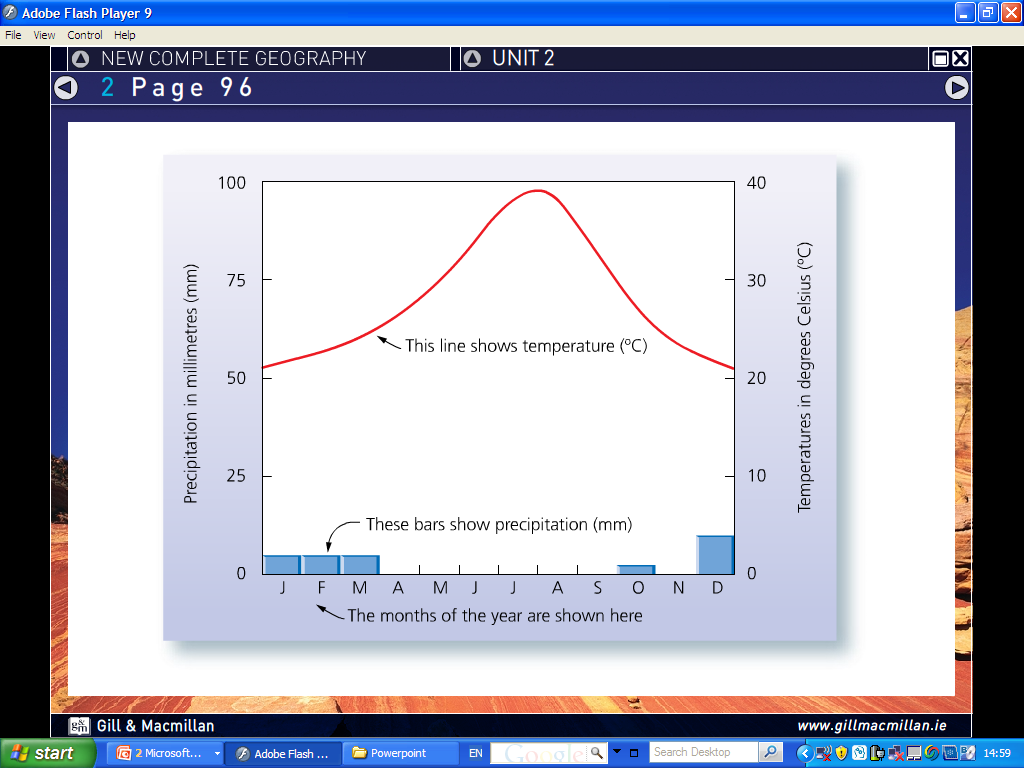 Adobe Flash Player 9
File View Control Help
NEW COMPLETE GEOGRAPHY
UNIT 2
2 Page 96
100
75
50
25
0
Precipitation in millimetres (mm)
40
30
20
10
0
Temperatures in degrees Celsius (ºC)
This line shows temperature (ºC)
These bars show precipitation (mm)
J F M A M J J A S O N D
The months of the year are shown here
g&m Gill & Macmillan
www.gillmacmillan.ie
start
2 Microsoft...
Adobe Flash ...
Powerpoint
EN
Google
Search Desktop
14:59